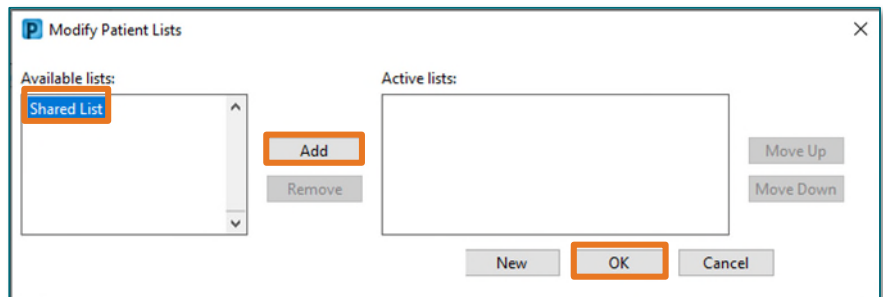 P Modify Patient Lists
Available lists:
Active lists:
Shared List
Add
Move Up
Remove
Move Down
New
OK
Cancel